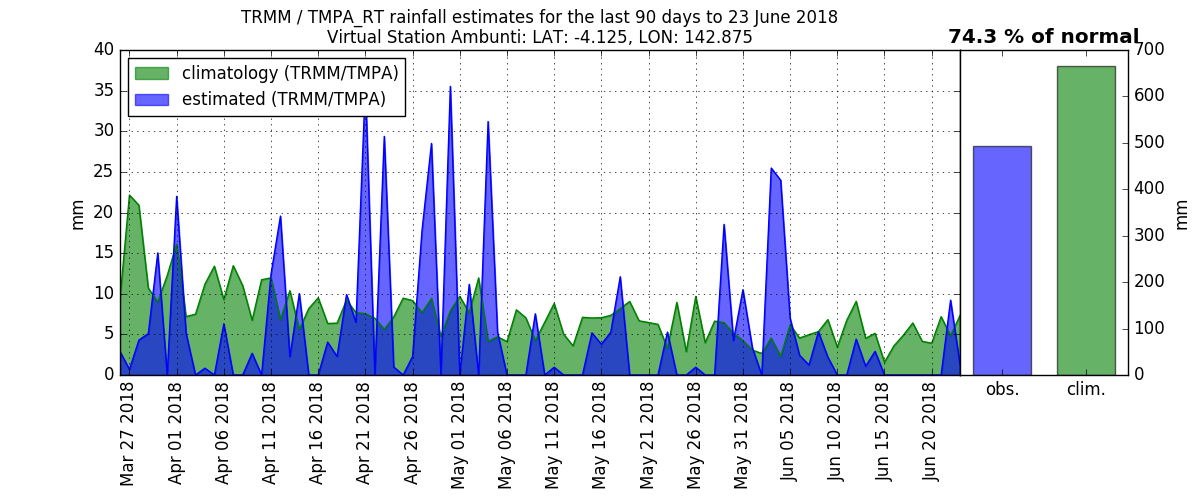 TRMM / TMPA_RT rainfall estimates for the last 90 days to 23 June 2018
Virtual Station Ambunti: LAT: -4.125, LON: 142.875
74.3 % of normal
climatology (TRMM/TMPA)
estimated (TRMM/TMPA)
mm
40
35
30
25
20
15
10
5
0
Mar 27 2018
Apr 01 2018
Apr 06 2018
Apr 11 2018
Apr 16 2018
Apr 21 2018
Apr 26 2018
May 01 2018
May 06 2018
May 11 2018
May 16 2018
May 21 2018
May 26 2018
May 31 2018
Jun 05 2018
Jun 10 2018
Jun 15 2018
Jun 20 2018
700
600
500
400
300
200
100
0
mm
obs.
clim.